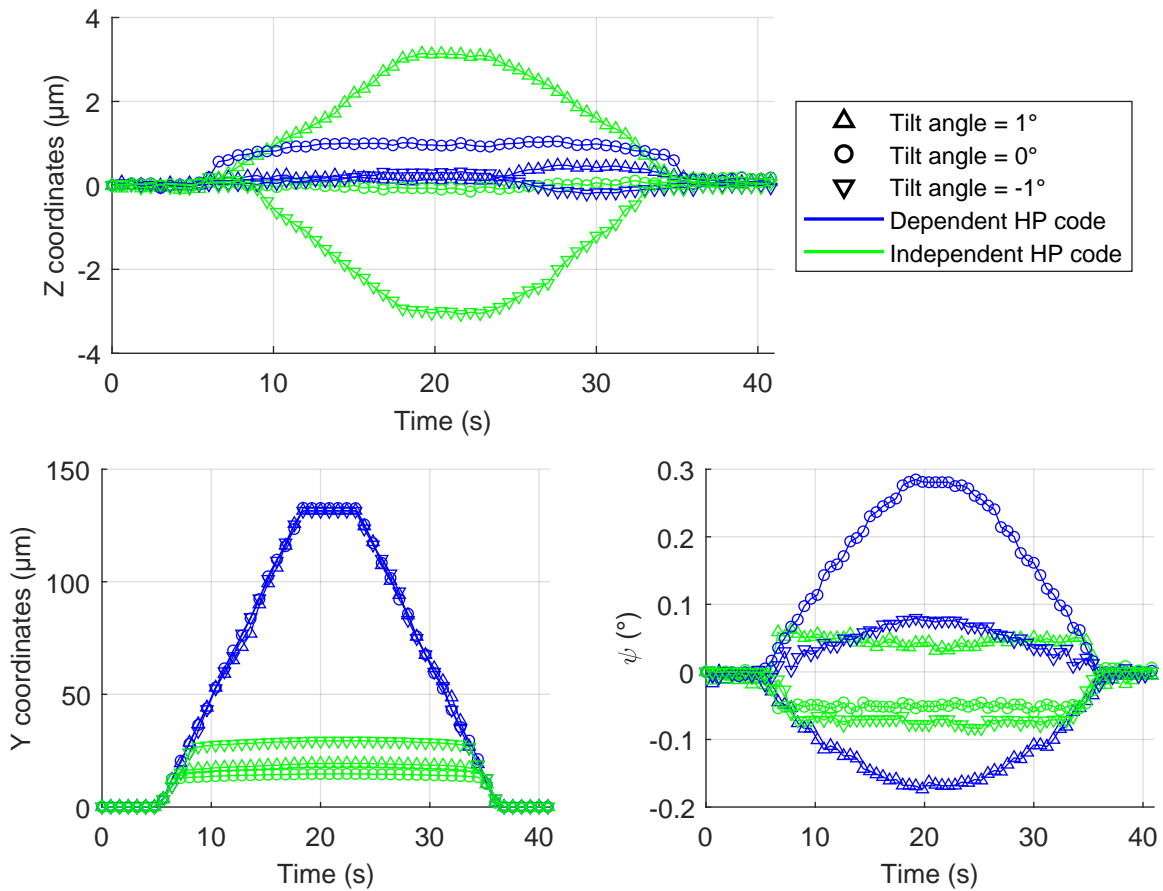 4
2
0
-2
-4
Z coordinates (μm)
0
10
20
30
40
Time (s)
Tilt angle = 1°
Tilt angle = 0°
Tilt angle = -1°
Dependent HP code
Independent HP code
150
100
50
0
Y coordinates (μm)
0
10
20
30
40
Time (s)
0.3
0.2
0.1
0
-0.1
-0.2
ψ (°)
0
10
20
30
40
Time (s)